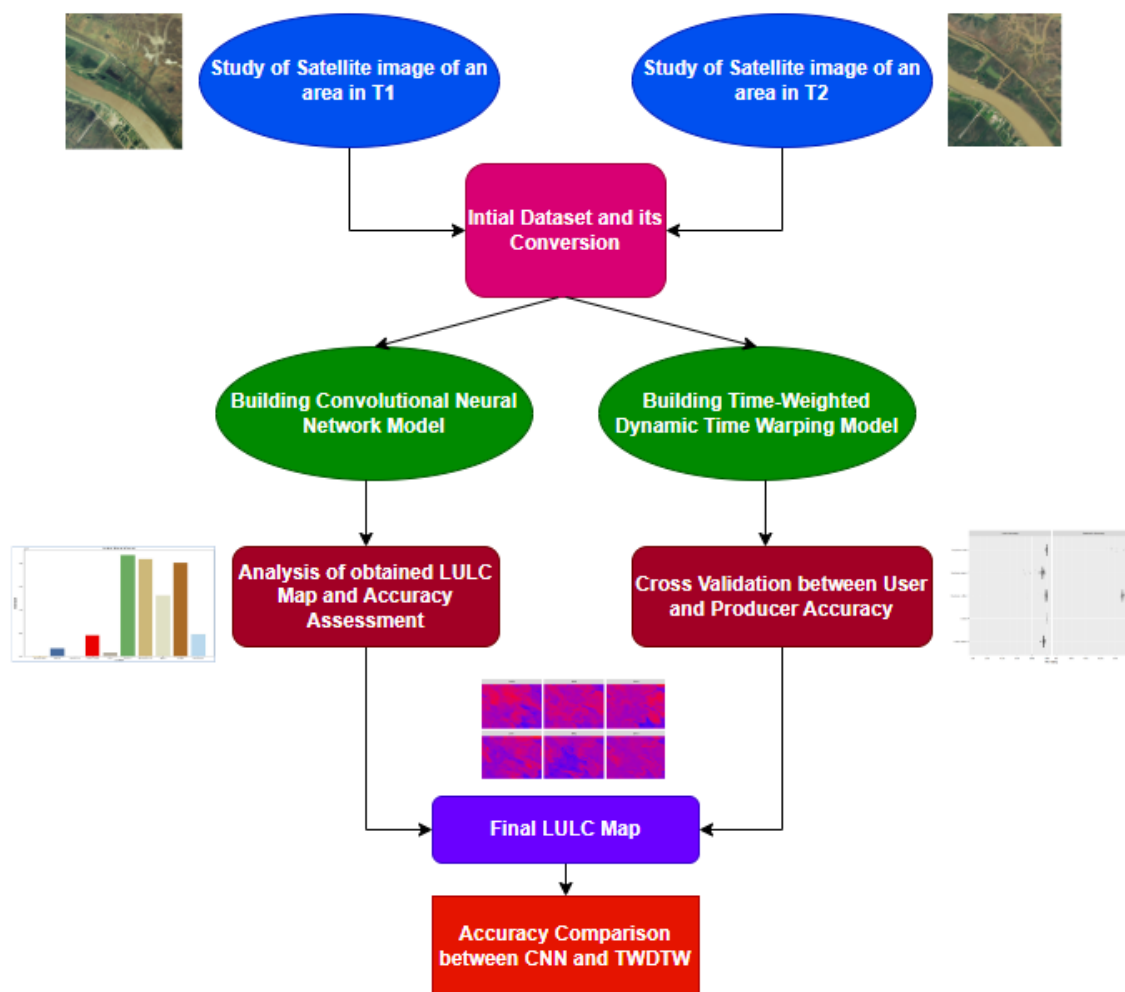 Study of Satellite image of an
area in T1
Study of Satellite image of an
area in T2
Intial Dataset and its
Conversion
Building Convolutional Neural
Network Model
Building Time-Weighted
Dynamic Time Warping Model
Analysis of obtained LULC
Map and Accuracy
Assessment
Cross Validation between User
and Producer Accuracy
Final LULC Map
Accuracy Comparison
between CNN and TWDTW